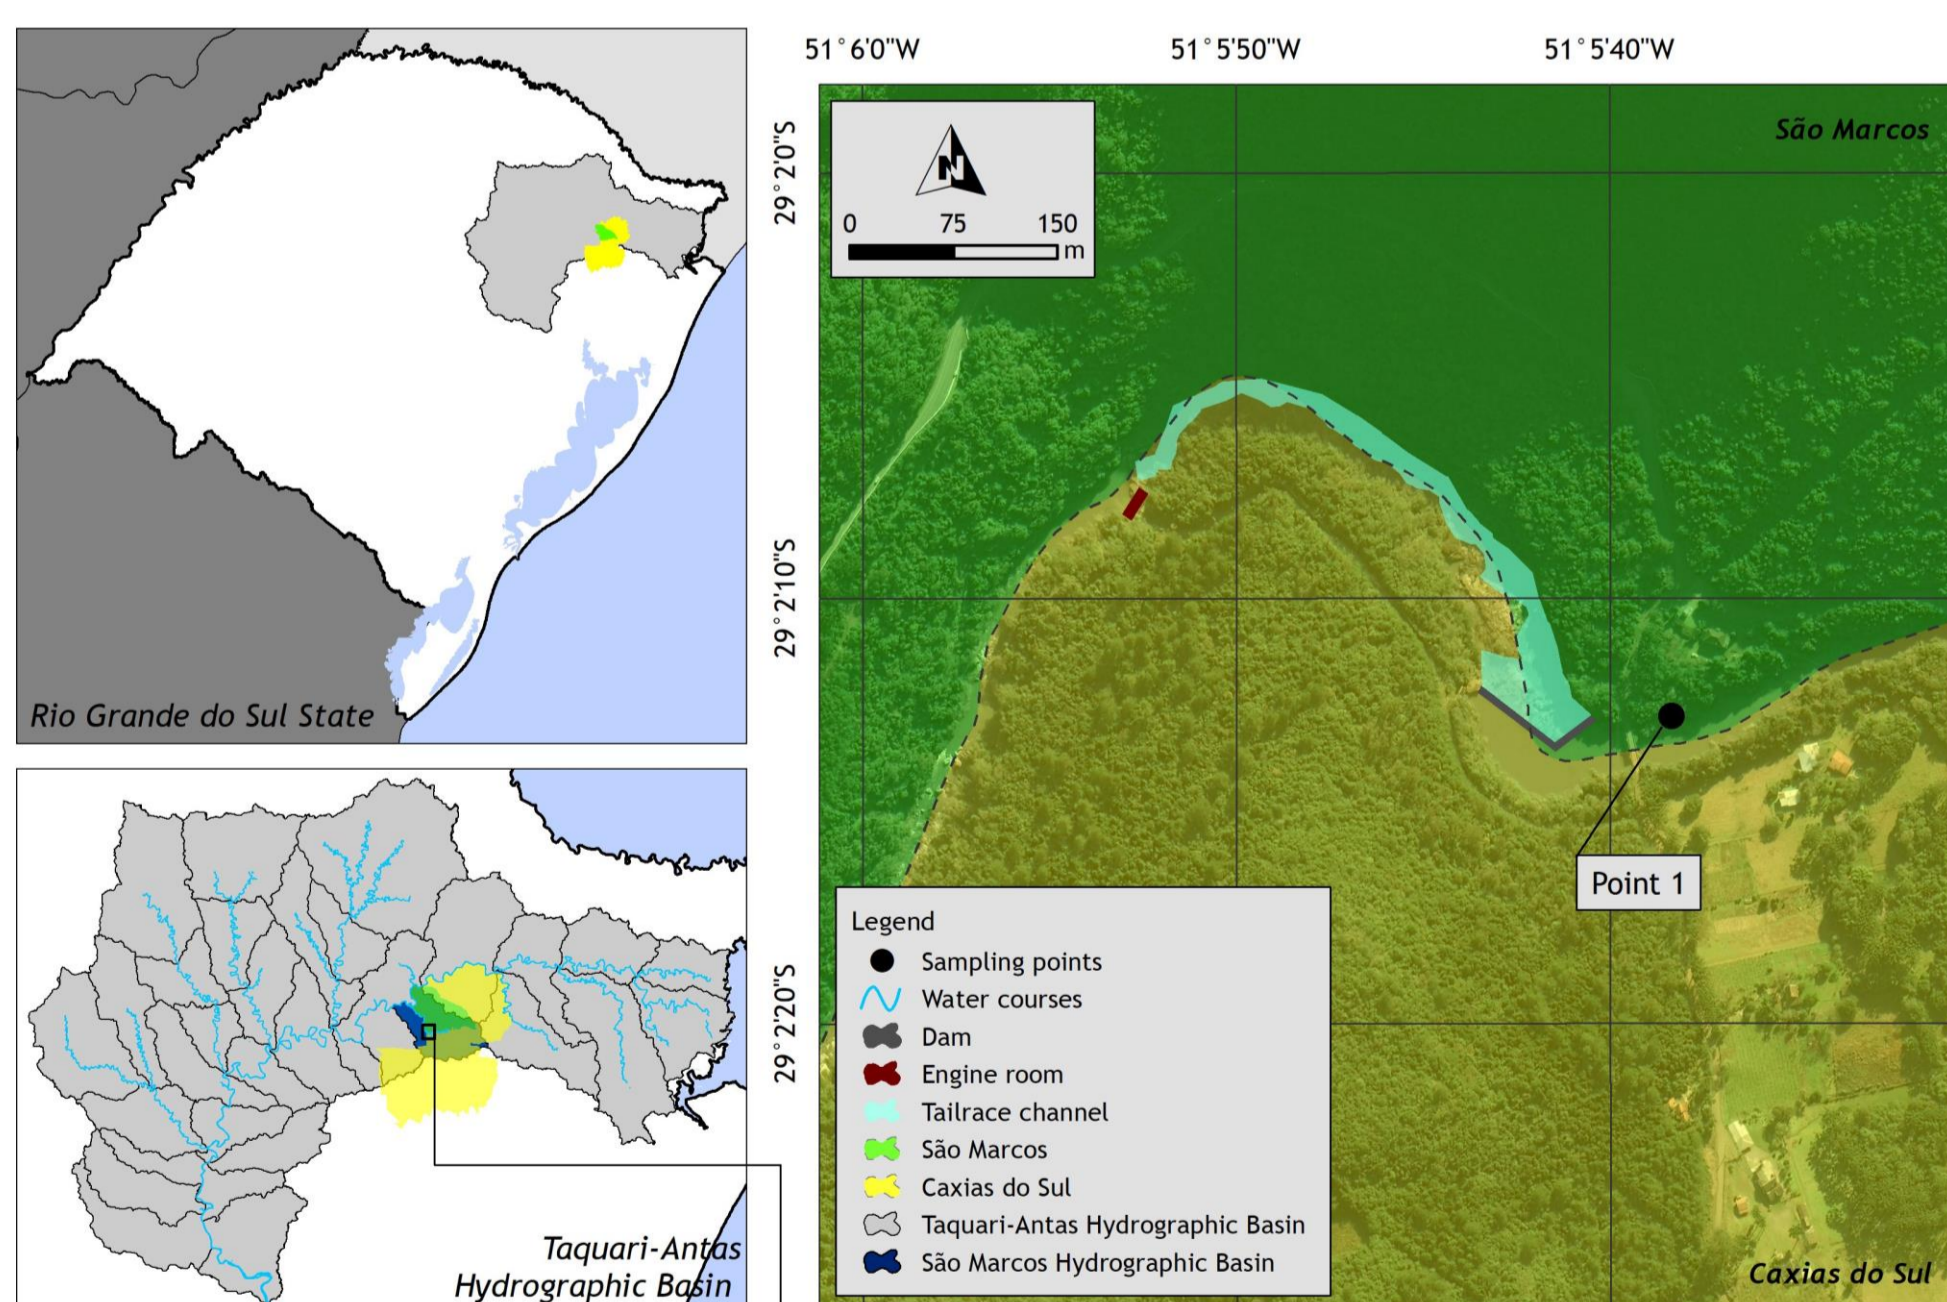 Rio Grande do Sul State
Taquari-Antas
Hydrographic Basin
51°6'0"W
51°5'50"W
51°5'40"W
29°2'0"S
29°2'10"S
29°2'20"S
N
0 75 150
m
São Marcos
Point 1
Legend
Sampling points
Water courses
Dam
Engine room
Tailrace channel
São Marcos
Caxias do Sul
Taquari-Antas Hydrographic Basin
São Marcos Hydrographic Basin
Caxias do Sul